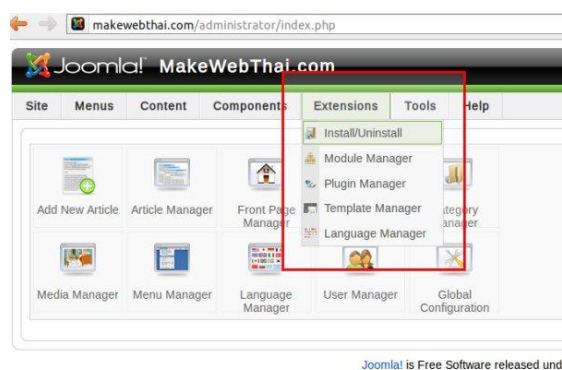 makewebthai.com/administrator/index.php
Joomla! MakeWebThai.com
Site Menus Content Components Extensions Tools Help
Install/Uninstall
Module Manager
Plugin Manager
Template Manager
Language Manager
Add New Article Article Manager Front Page
Manager
Media Manager Menu Manager Language
Manager User Manager Global
Configuration
Joomla! is Free Software released